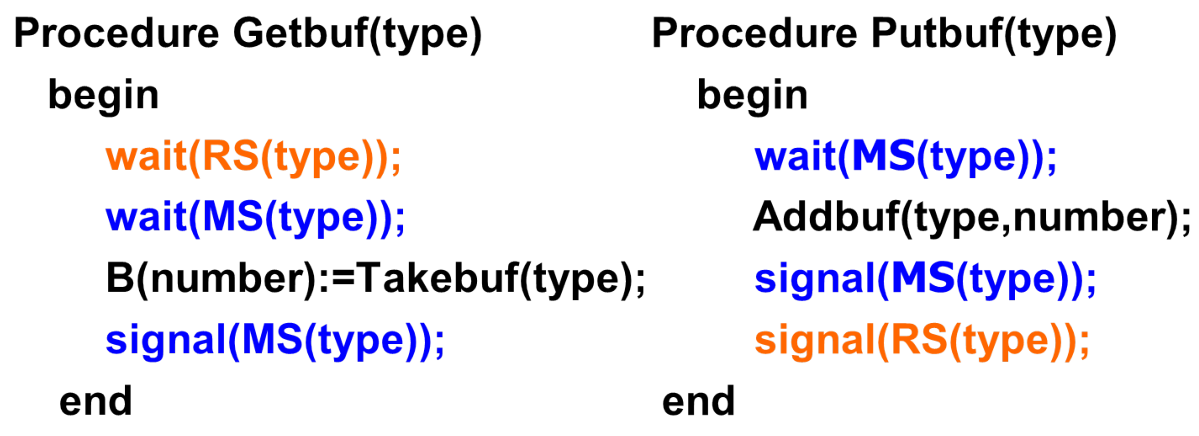 Procedure Getbuf(type)
begin
wait(RS(type));
wait(MS(type));
B(number):=Takebuf(type);
signal(MS(type));
end
Procedure Putbuf(type)
begin
wait(MS(type));
Addbuf(type,number);
signal(MS(type));
signal(RS(type));
end